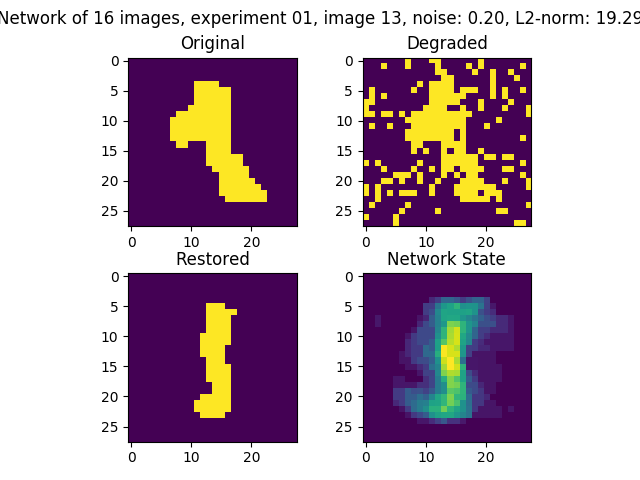 Network of 16 images, experiment 01, image 13, noise: 0.20, L2-norm: 19.29
Original Degraded
0 0
5 5
10 10
15 15
20 20
25 25
0 10 20 0 10 20
Restored Network State
0 0
5 5
10 10
15 15
20 20
25 25
0 10 20 0 10 20